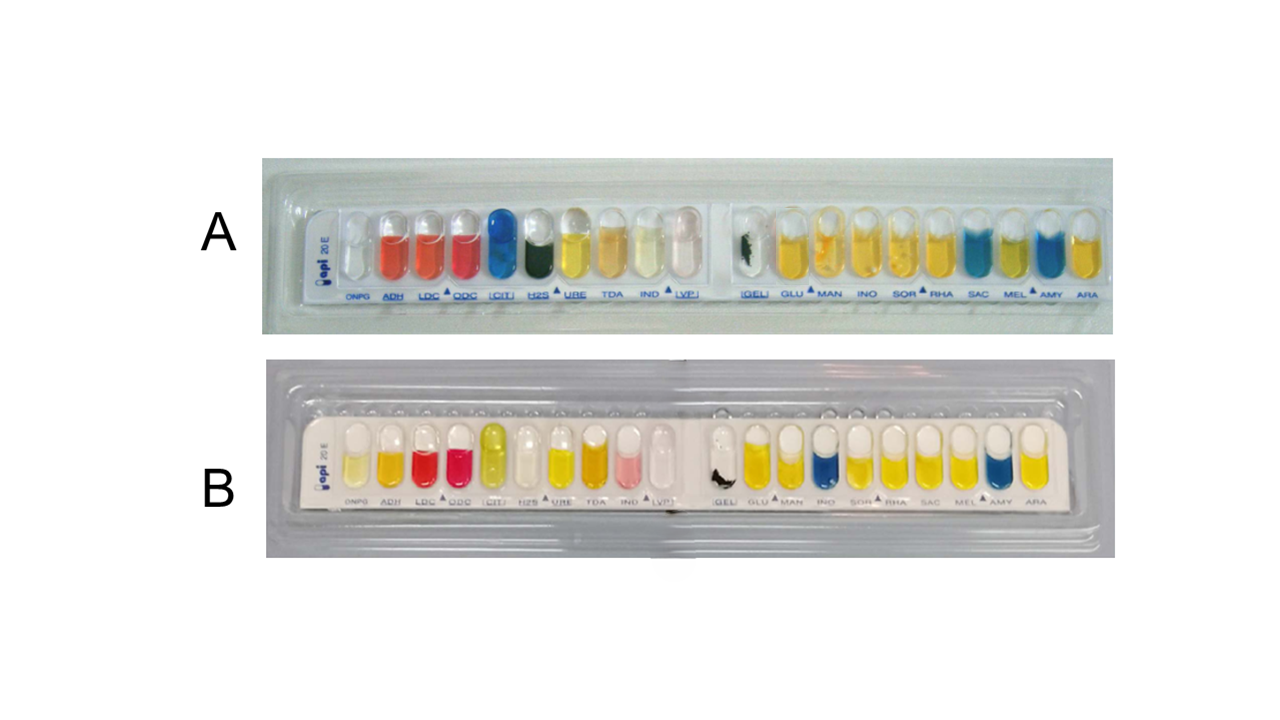 A
api 20 E
ONPG ADH LDC ▲ ODC |CIT| H2S ▲ URE TDA IND ▲ |VP| |GEL| GLU ▲ MAN INO SOR ▲ RHA SAC MEL ▲ AMY ARA
B
api 20 E
ONPG ADH LDC ▲ ODC |CIT| H2S ▲ URE TDA IND ▲ |VP| |GEL| GLU ▲ MAN INO SOR ▲ RHA SAC MEL ▲ AMY ARA